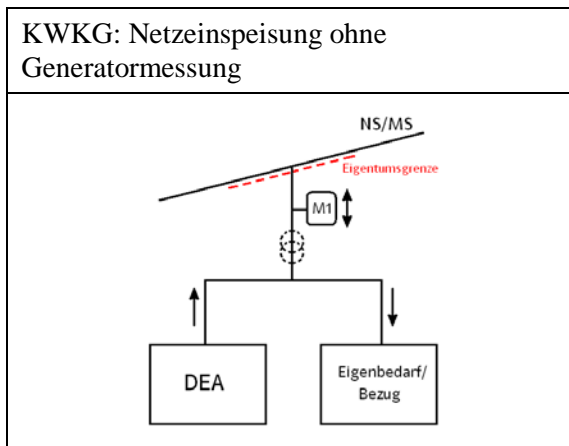 KWKG: Netzeinspeisung ohne
Generatormessung
NS/MS
Eigentumsgrenze
M1
DEA
Eigenbedarf/
Bezug